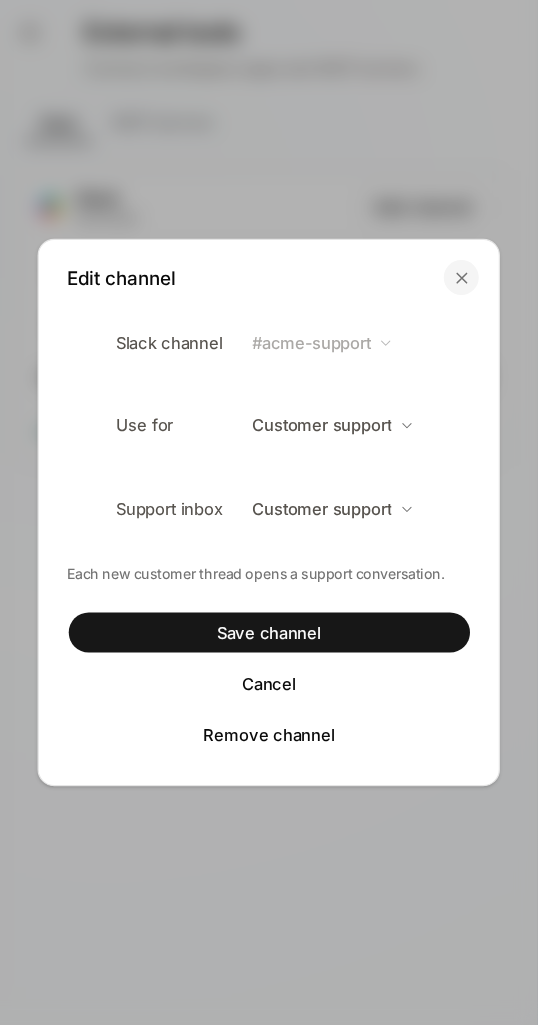 Edit channel
Slack channel #acme-support
Use for Customer support
Support inbox Customer support
Each new customer thread opens a support conversation.
Save channel
Cancel
Remove channel